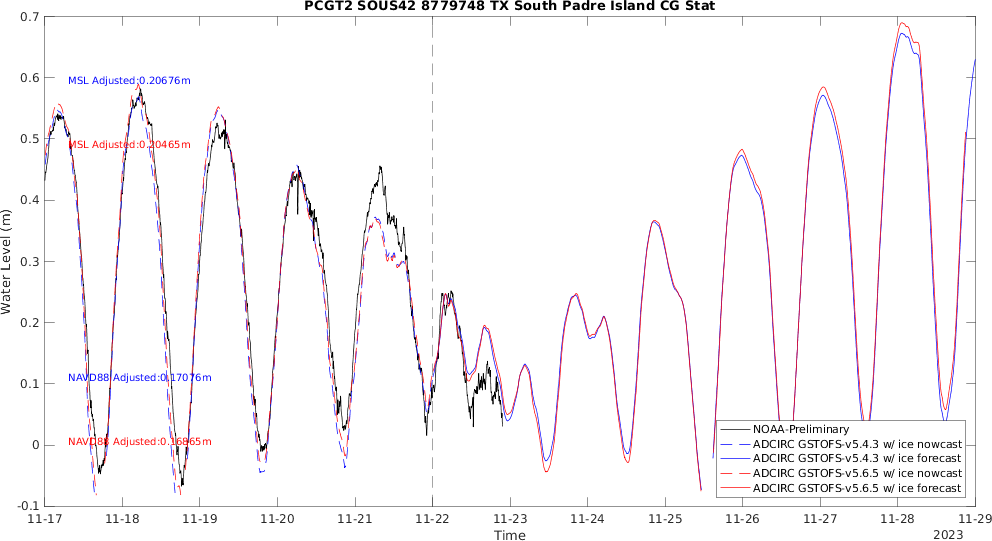 PCGT2 SOUS42 8779748 TX South Padre Island CG Stat
0.7
0.6
0.5
0.4
0.3
0.2
0.1
0
-0.1
Water Level (m)
MSL Adjusted:0.20676m
MSL Adjusted:0.20465m
NAVD88 Adjusted:0.17076m
NAVD88 Adjusted:0.16865m
NOAA-Preliminary
ADCIRC GSTOFS-v5.4.3 w/ ice nowcast
ADCIRC GSTOFS-v5.4.3 w/ ice forecast
ADCIRC GSTOFS-v5.6.5 w/ ice nowcast
ADCIRC GSTOFS-v5.6.5 w/ ice forecast
11-17 11-18 11-19 11-20 11-21 11-22 11-23 11-24 11-25 11-26 11-27 11-28 11-29
Time
2023